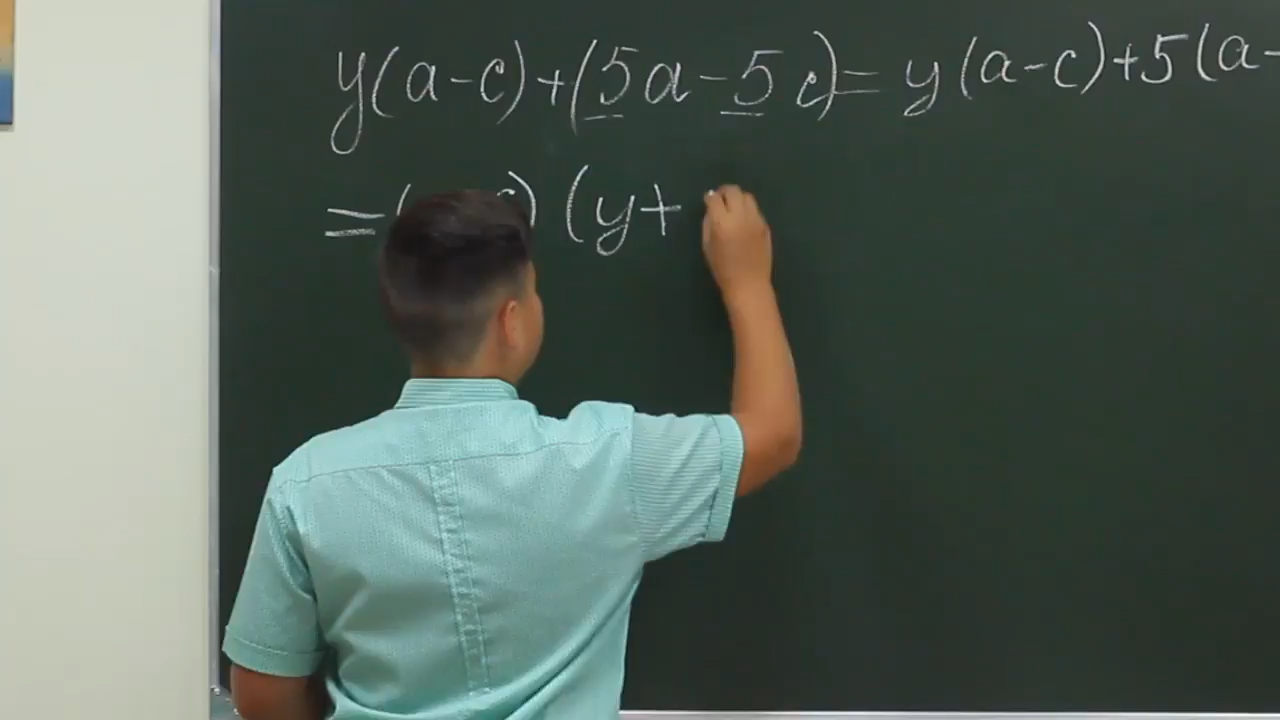 y(a-c)+(5a-5c)= y(a-c)+5(a-
=( c) (y+